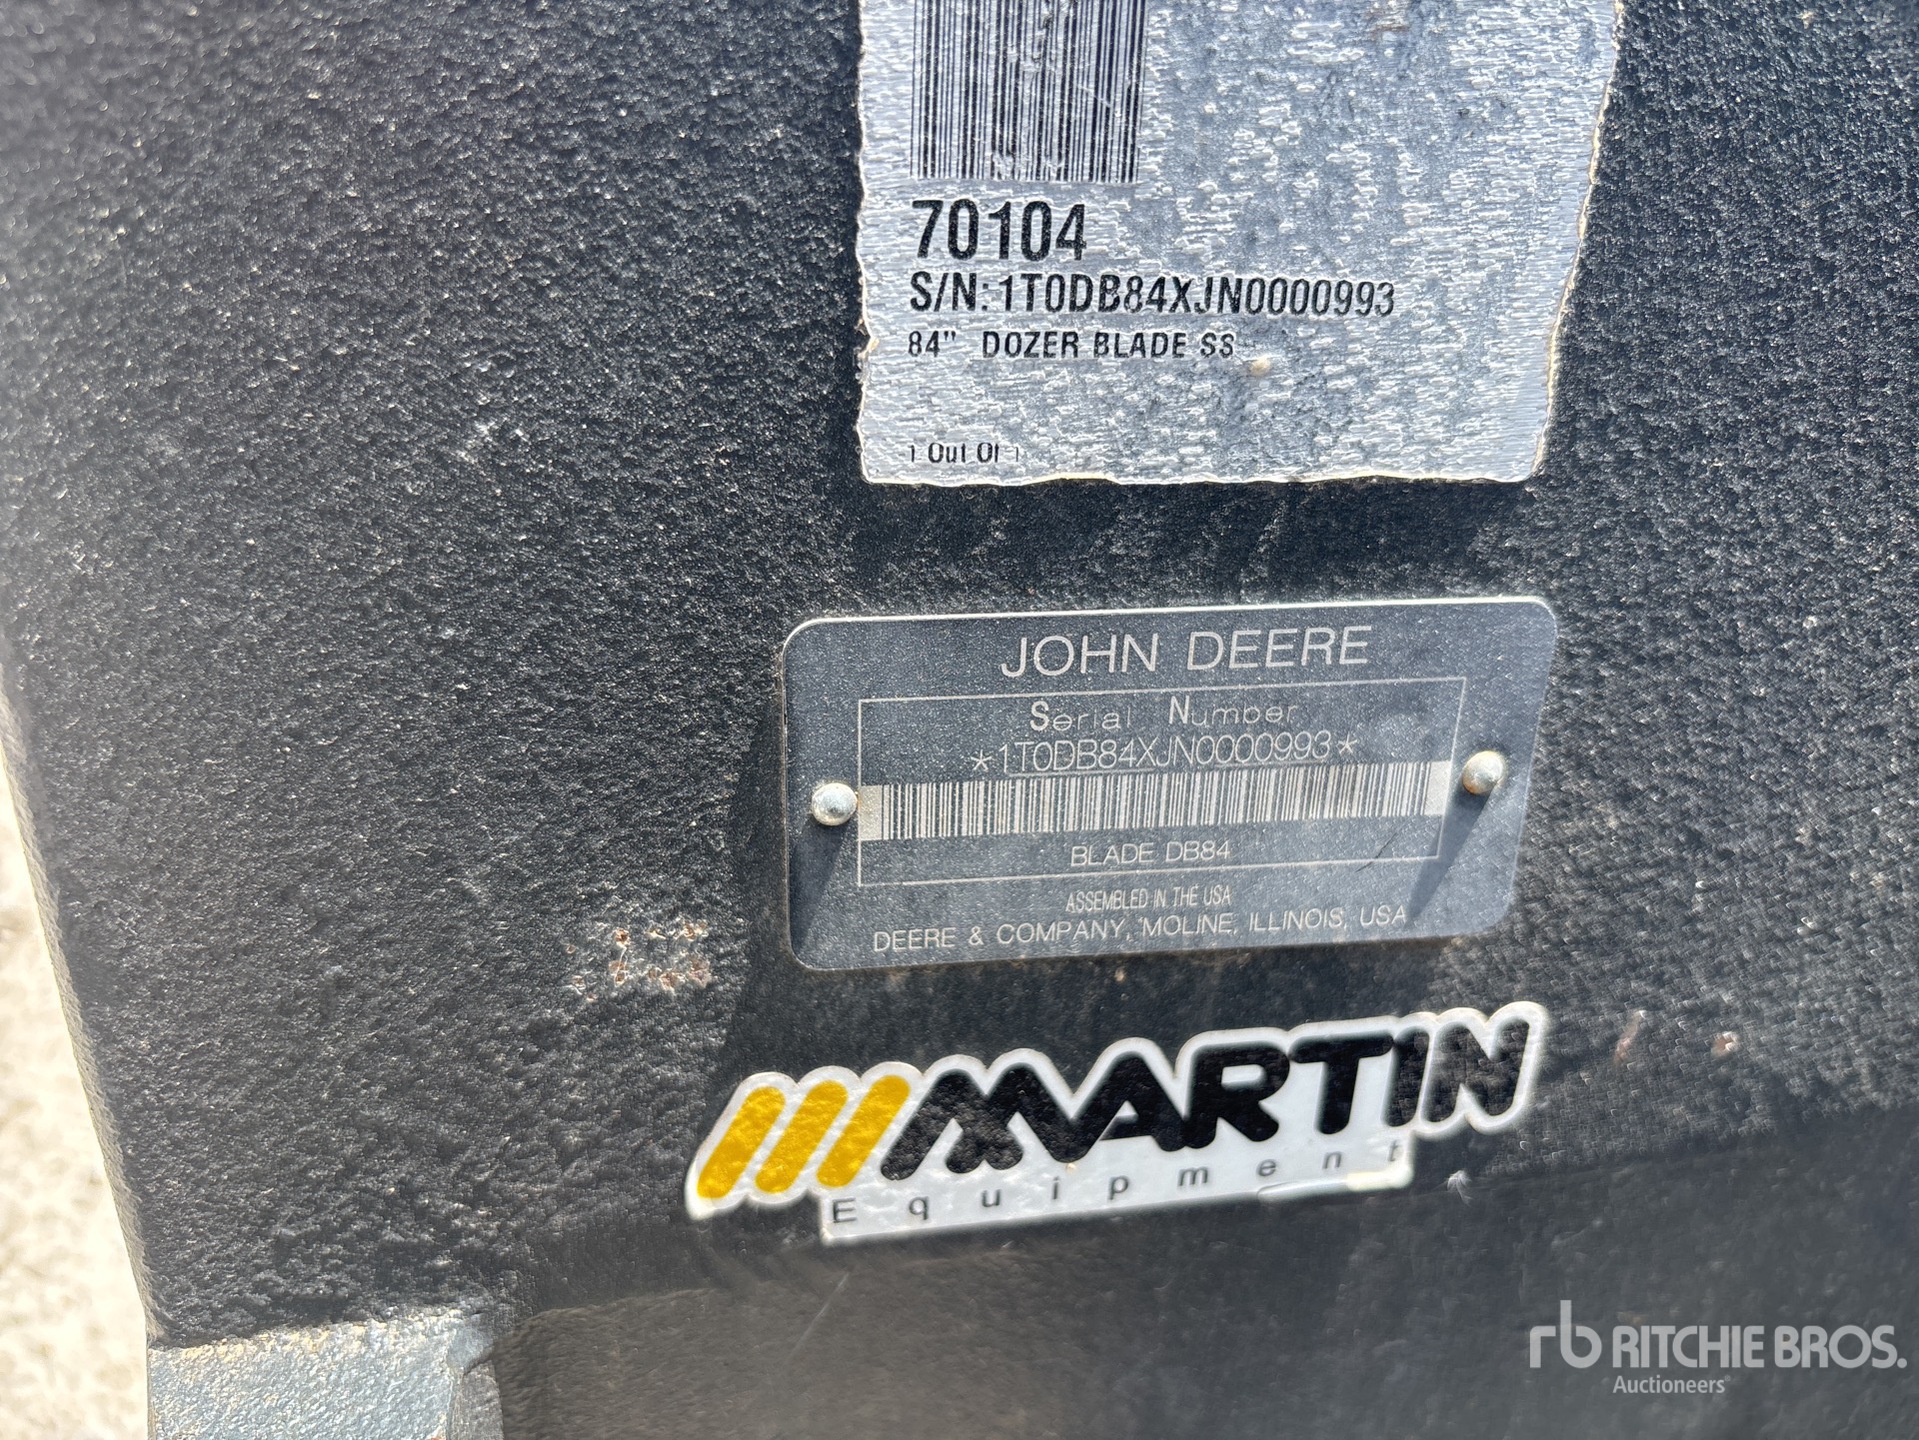 70104
S/N: 1T0DB84XJN0000993
84" DOZER BLADE SS
1 Out Of 1
JOHN DEERE
Serial Number
*1T0DB84XJN0000993*
BLADE DB84
ASSEMBLED IN THE USA
DEERE & COMPANY, MOLINE, ILLINOIS, USA
MARTIN
Equipment
rb RITCHIE BROS.
Auctioneers